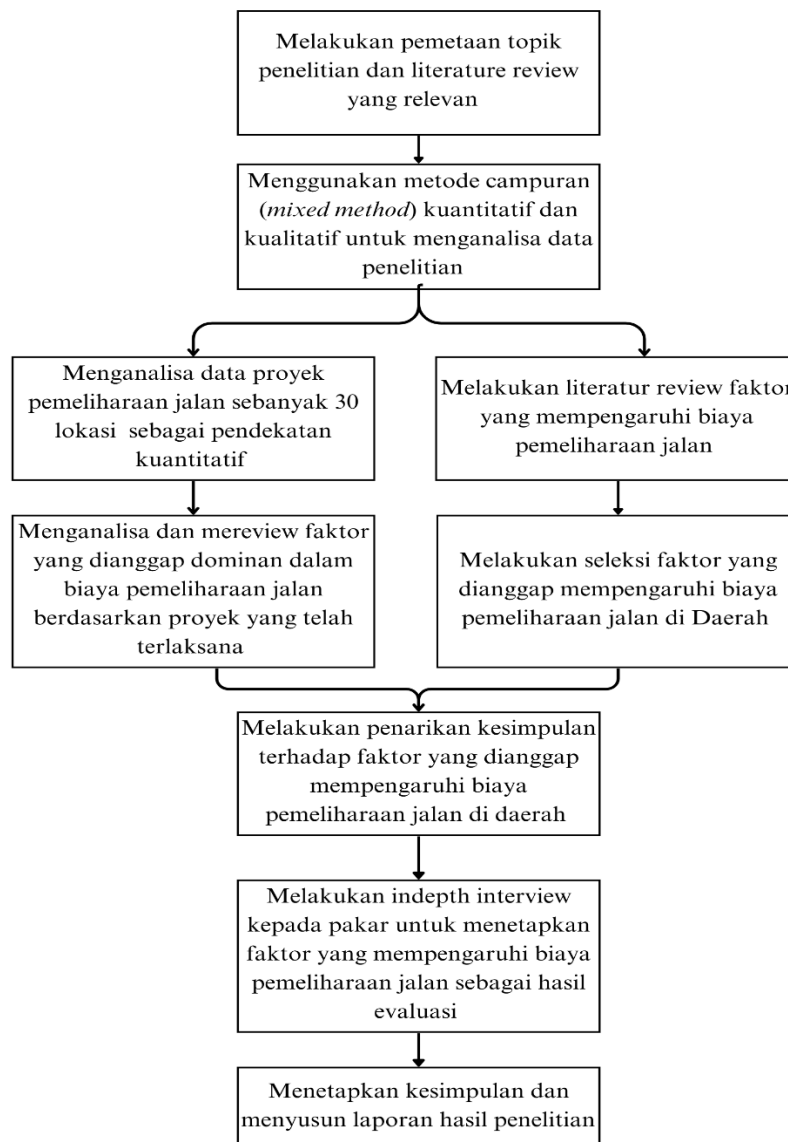 Melakukan pemetaan topik
penelitian dan literature review
yang relevan
Menggunakan metode campuran
(mixed method) kuantitatif dan
kualitatif untuk menganalisa data
penelitian
Menganalisa data proyek
pemeliharaan jalan sebanyak 30
lokasi sebagai pendekatan
kuantitatif
Melakukan literatur review faktor
yang mempengaruhi biaya
pemeliharaan jalan
Menganalisa dan mereview faktor
yang dianggap dominan dalam
biaya pemeliharaan jalan
berdasarkan proyek yang telah
terlaksana
Melakukan seleksi faktor yang
dianggap mempengaruhi biaya
pemeliharaan jalan di Daerah
Melakukan penarikan kesimpulan
terhadap faktor yang dianggap
mempengaruhi biaya
pemeliharaan jalan di daerah
Melakukan indepth interview
kepada pakar untuk menetapkan
faktor yang mempengaruhi biaya
pemeliharaan jalan sebagai hasil
evaluasi
Menetapkan kesimpulan dan
menyusun laporan hasil penelitian